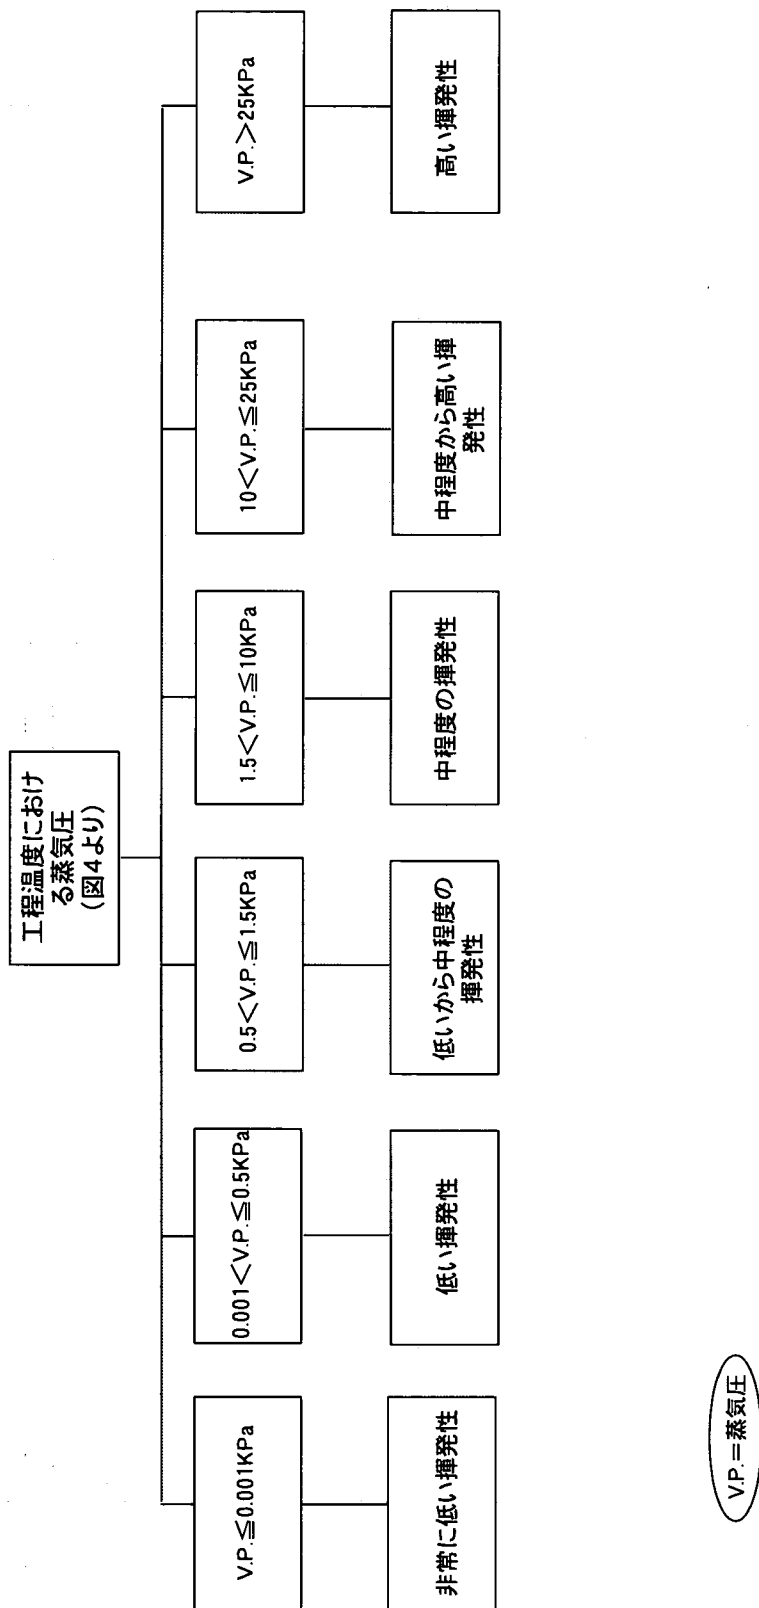 工程温度におけ
る蒸気圧
(図4より)
V.P.≦0.001KPa
0.001＜V.P.≦0.5KPa
0.5＜V.P.≦1.5KPa
1.5＜V.P.≦10KPa
10＜V.P.≦25KPa
V.P.＞25KPa
非常に低い揮発性
低い揮発性
低いから中程度の
揮発性
中程度の揮発性
中程度から高い揮
発性
高い揮発性
V.P.＝蒸気圧